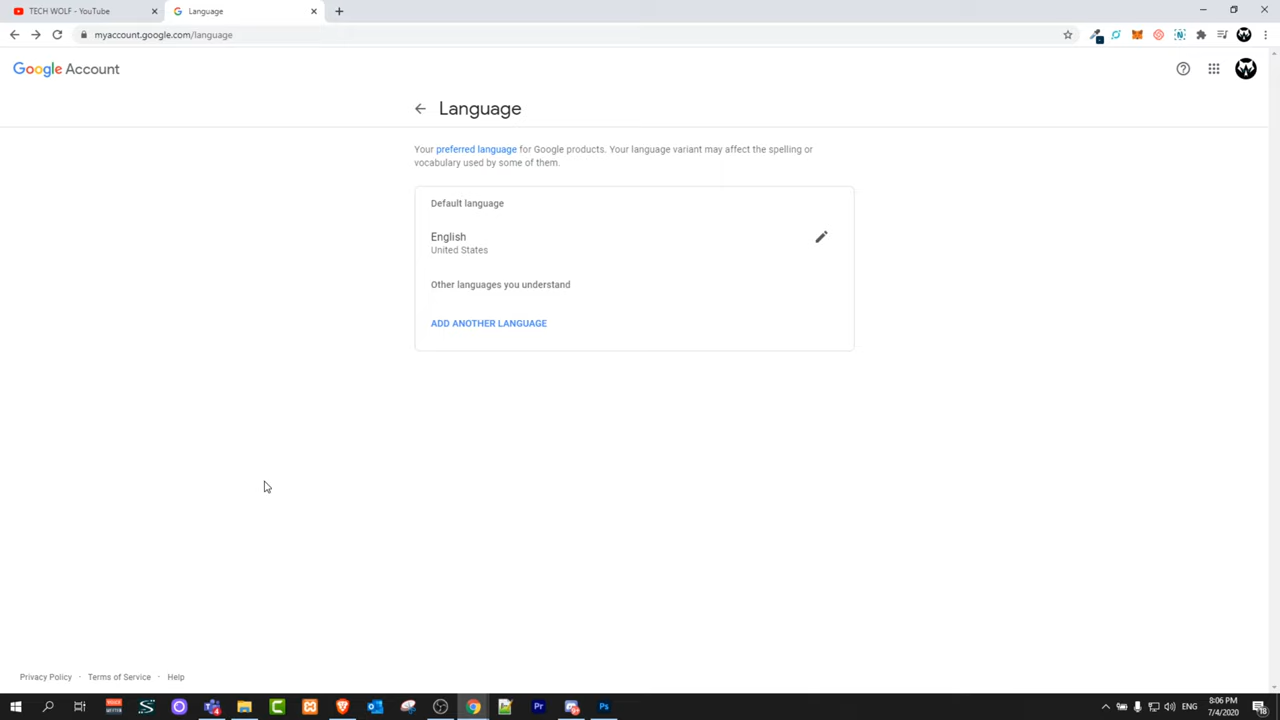 TECH WOLF - YouTube
Language
myaccount.google.com/language
Google Account
Language
Your preferred language for Google products. Your language variant may affect the spelling or
vocabulary used by some of them.
Default language
English
United States
Other languages you understand
ADD ANOTHER LANGUAGE
Privacy Policy · Terms of Service · Help
8:06 PM
ENG
7/4/2020
18